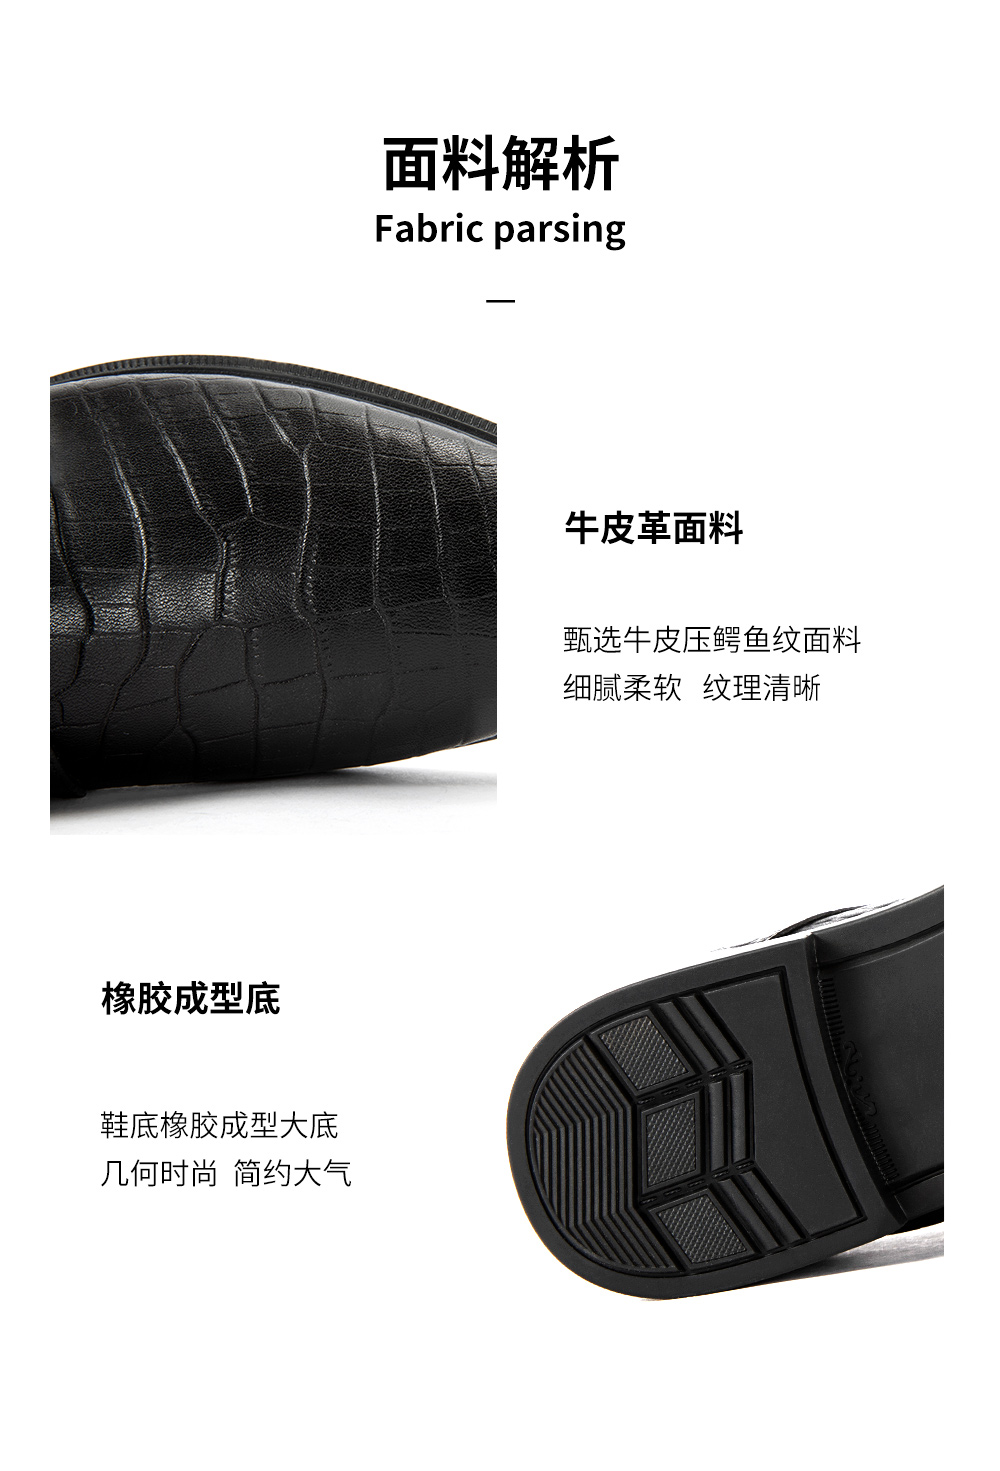 面料解析
Fabric parsing
牛皮革面料
甄选牛皮压鳄鱼纹面料
细腻柔软 纹理清晰
橡胶成型底
鞋底橡胶成型大底
几何时尚 简约大气